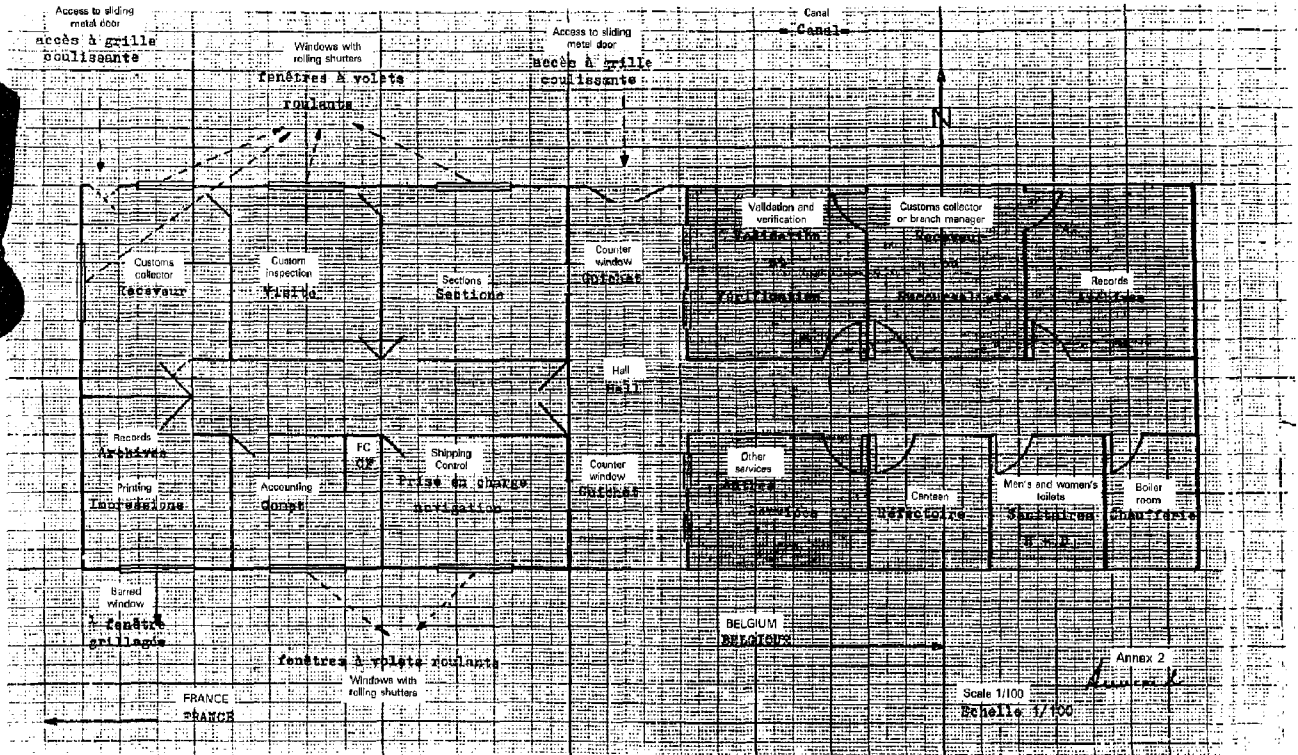 Access to sliding
metal door
accès à grille
coulissante
Windows with
rolling shutters
fenêtres à volets
roulants
Access to sliding
metal door
accès à grille
coulissante
Canal
- Canal-
N
Customs
collector
receveur
Custom
inspection
Visite
Sections
Sections
Counter
window
Guichet
Validation and
verification
Validation
et
Vérification
Customs collector
or branch manager
Receveur
ou
Succursaliste
Records
Archives
Hall
Hall
Records
Archives
Printing
Impressions
Accounting
Compt
FC
CF
Shipping
Control
Prise en charge
navigation
Counter
window
Guichet
Other
services
Autres
Services
Canteen
Réfectoire
Men's and women's
toilets
Sanitaires
H - D
Boiler
room
Chaufferie
Barred
window
fenêtre
grillagée
fenêtres à volets roulants
Windows with
rolling shutters
FRANCE
FRANCE
BELGIUM
BELGIQUE
Scale 1/100
Echelle 1/100
Annex 2